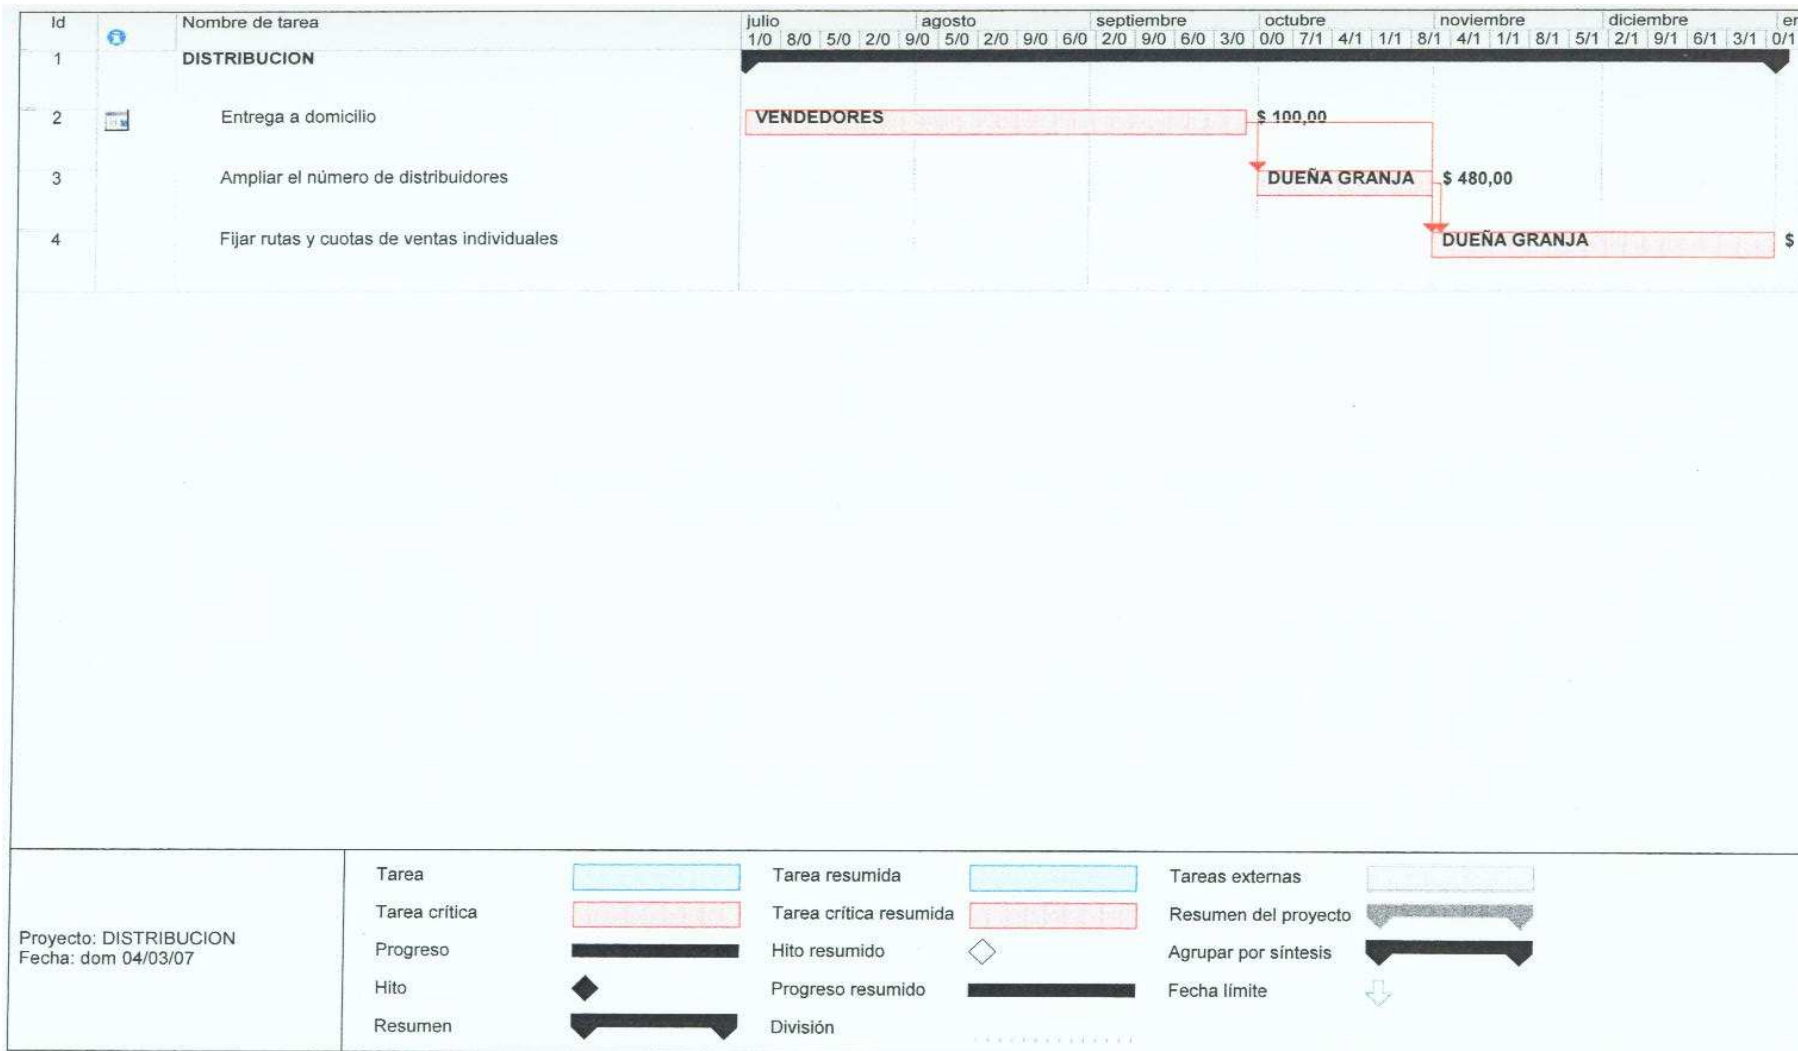 Id Nombre de tarea julio agosto septiembre octubre noviembre diciembre er
1/0 8/0 5/0 2/0 9/0 5/0 2/0 9/0 6/0 2/0 9/0 6/0 3/0 0/0 7/1 4/1 1/1 8/1 4/1 1/1 8/1 5/1 2/1 9/1 6/1 3/1 0/1
1 DISTRIBUCION
2 Entrega a domicilio VENDEDORES $ 100,00
3 Ampliar el número de distribuidores DUEÑA GRANJA $ 480,00
4 Fijar rutas y cuotas de ventas individuales DUEÑA GRANJA $
Proyecto: DISTRIBUCION
Fecha: dom 04/03/07
Tarea Tarea resumida Tareas externas
Tarea crítica Tarea crítica resumida Resumen del proyecto
Progreso Hito resumido Agrupar por síntesis
Hito Progreso resumido Fecha límite
Resumen División